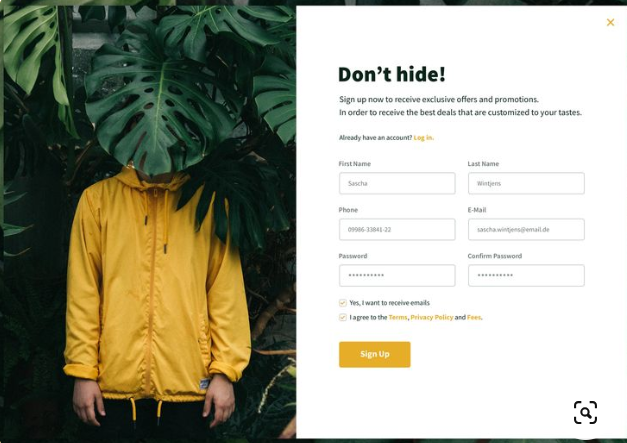 Don't hide!
Sign up now to receive exclusive offers and promotions.
In order to receive the best deals that are customized to your tastes.
Already have an account? Log in.
First Name
Last Name
Sascha
Wintjens
Phone
E-Mail
09986-33841-22
sascha.wintjens@email.de
Password
Confirm Password
**********
**********
Yes, I want to receive emails
I agree to the Terms, Privacy Policy and Fees.
Sign Up